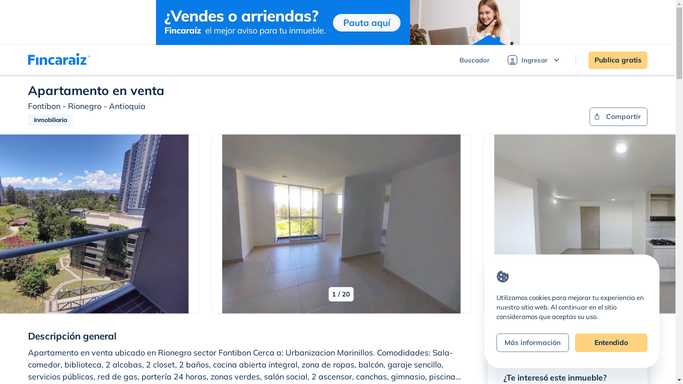 ¿Vendes o arriendas?
Fincaraíz el mejor aviso para tu inmueble.
Pauta aquí
Fincaraíz
Buscador
Ingresar
Publica gratis
Apartamento en venta
Fontibon - Rionegro - Antioquia
Inmobiliaria
Compartir
1 / 20
Utilizamos cookies para mejorar tu experiencia en
nuestro sitio web. Al continuar en el sitio
consideramos que aceptas su uso.
Más información
Entendido
Descripción general
Apartamento en venta ubicado en Rionegro sector Fontibon Cerca a: Urbanizacion Marinillos. Comodidades: Sala-
comedor, biblioteca, 2 alcobas, 2 closet, 2 baños, cocina abierta integral, zona de ropas, balcón, garaje sencillo,
servicios públicos, red de gas, portería 24 horas, zonas verdes, salón social, 2 ascensor, canchas, gimnasio, piscina...
¿Te interesó este inmueble?